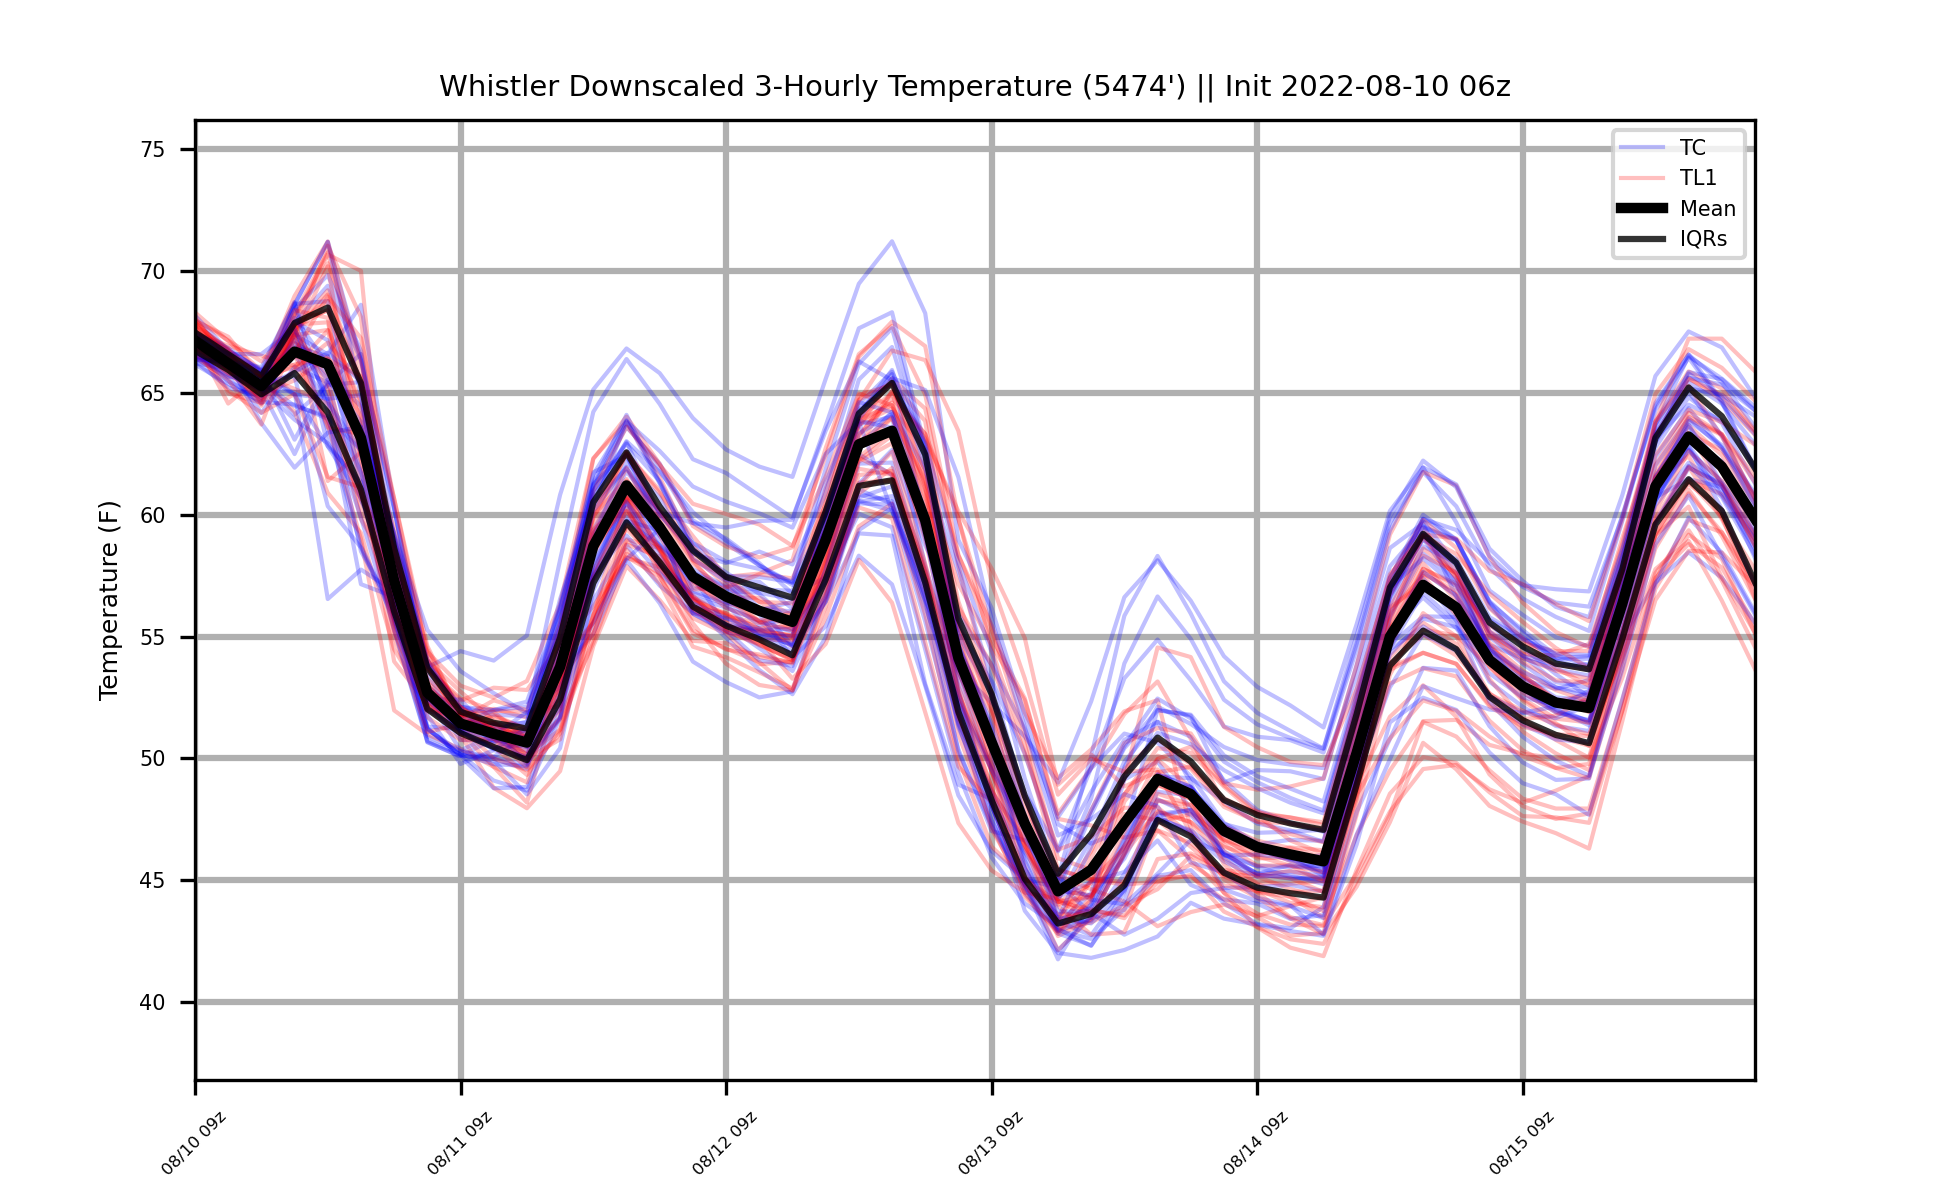 Whistler Downscaled 3-Hourly Temperature (5474') || Init 2022-08-10 06z
TC
TL1
Mean
IQRs
Temperature (F)
75
70
65
60
55
50
45
40
08/10 09z
08/11 09z
08/12 09z
08/13 09z
08/14 09z
08/15 09z